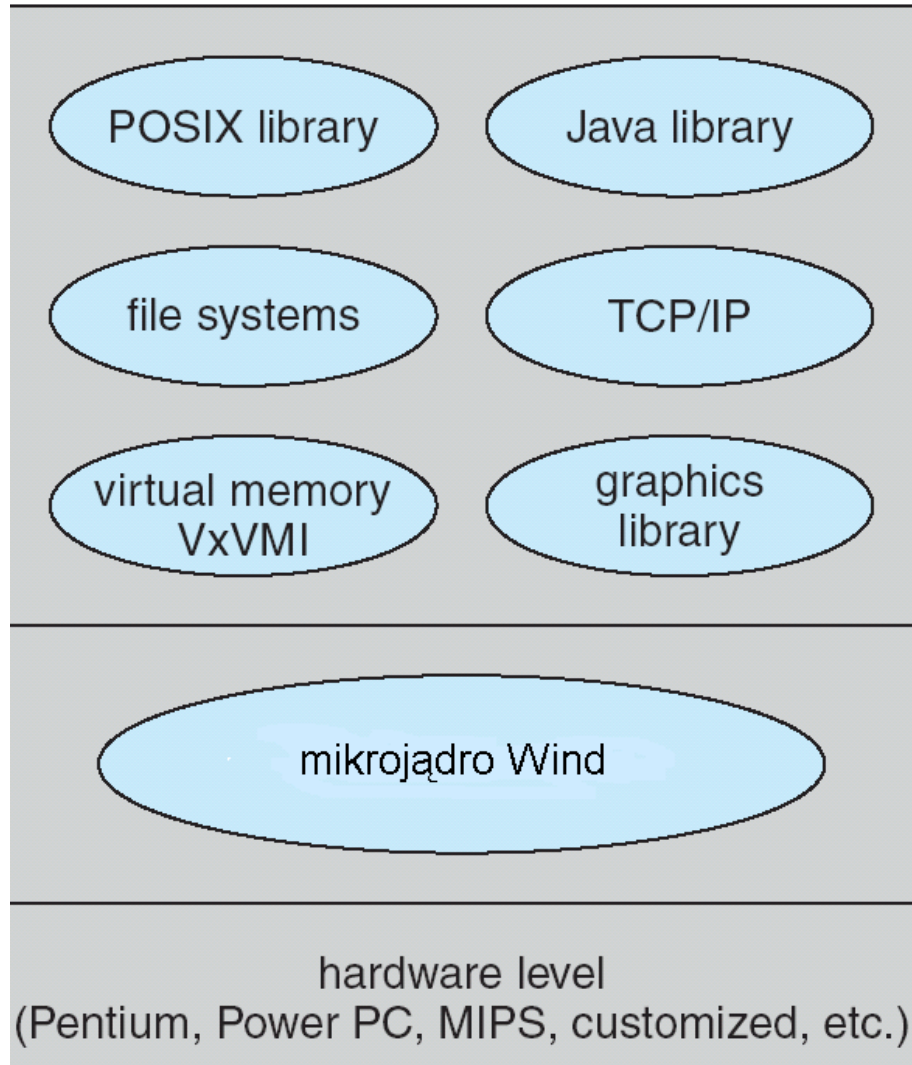 POSIX library
Java library
file systems
TCP/IP
virtual memory
VxVMI
graphics
library
mikrojądro Wind
hardware level
(Pentium, Power PC, MIPS, customized, etc.)